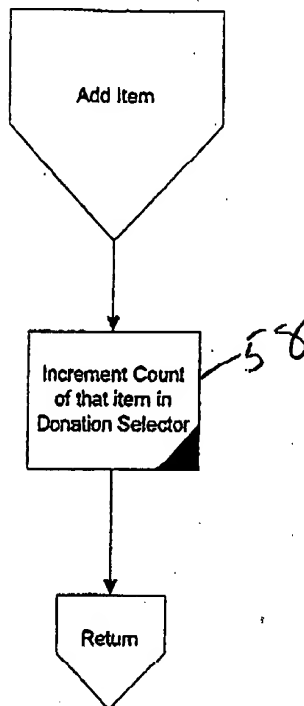 Add Item
Increment Count
of that item in
Donation Selector
58
Return